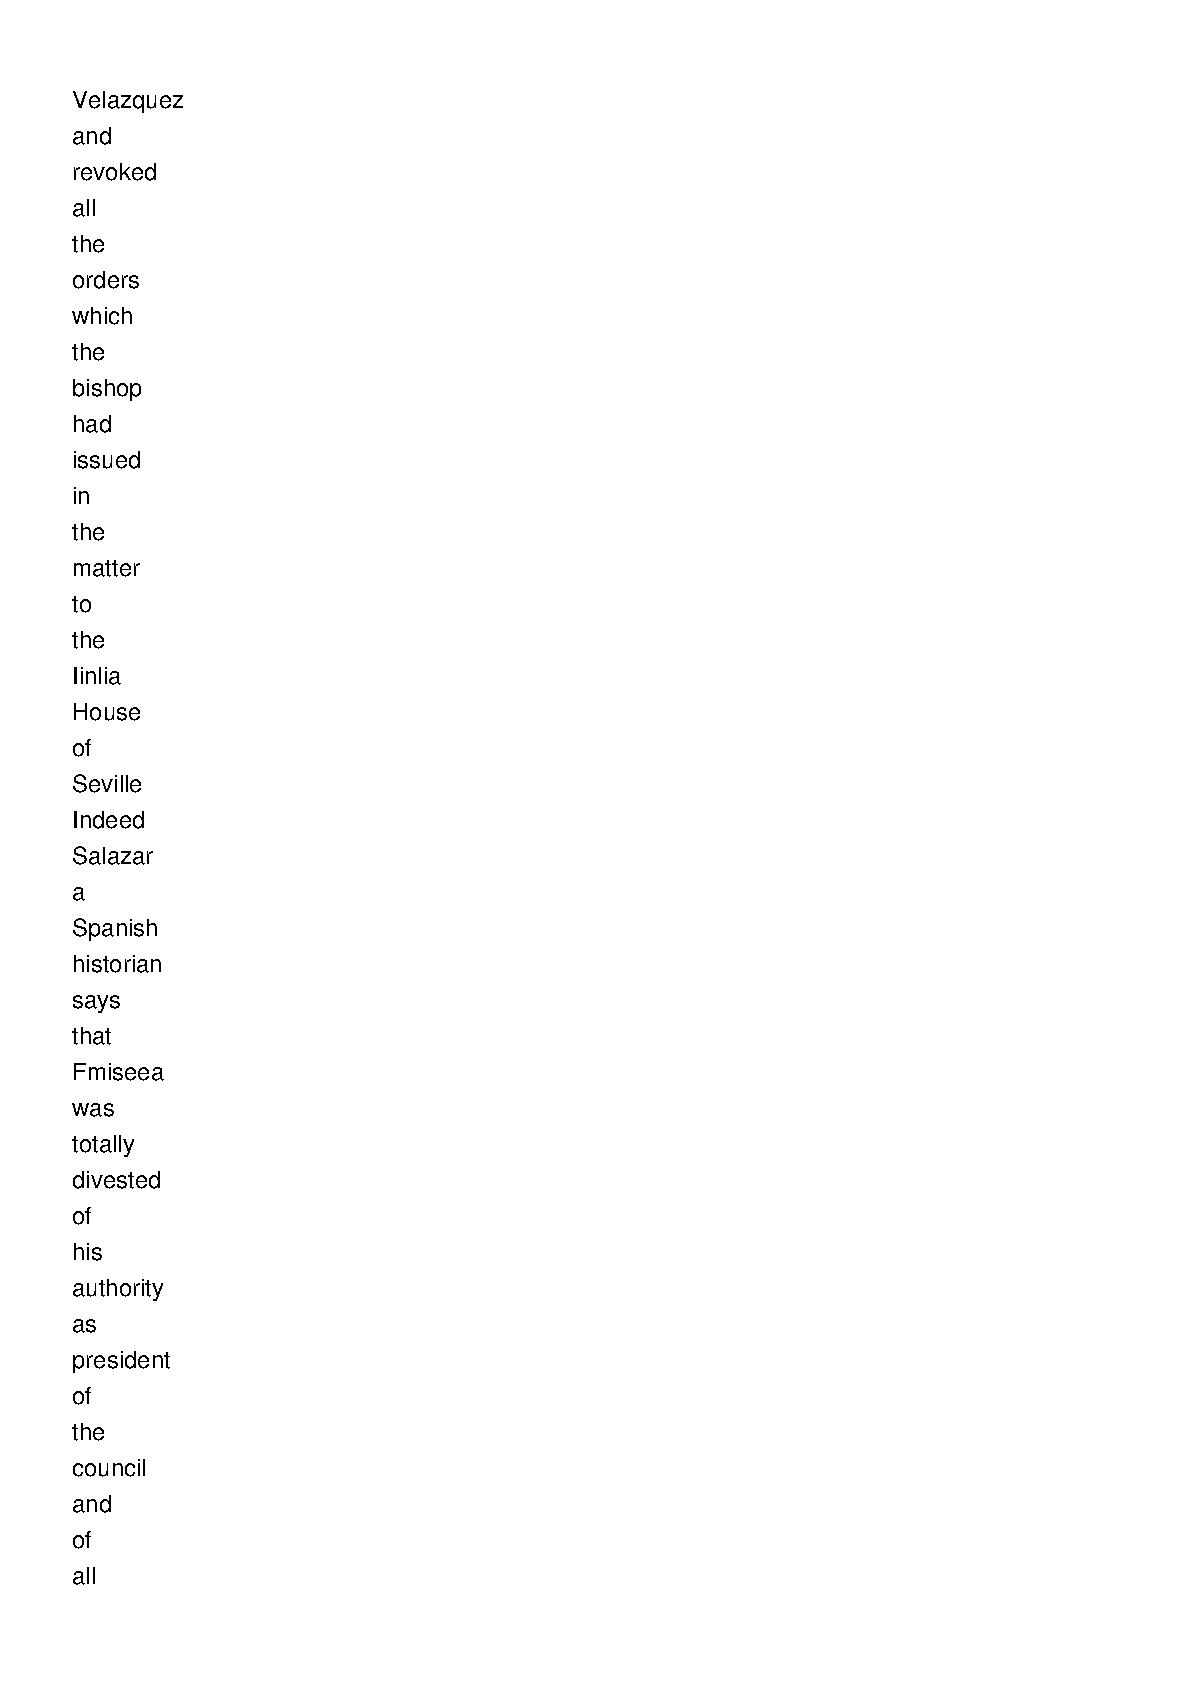 Velazquez
and
revoked
all
the
orders
which
the
bishop
had
issued
in
the
matter
to
the
Iinlia
House
of
Seville
Indeed
Salazar
a
Spanish
historian
says
that
Fmiseea
was
totally
divested
of
his
authority
as
president
of
the
council
and
of
all